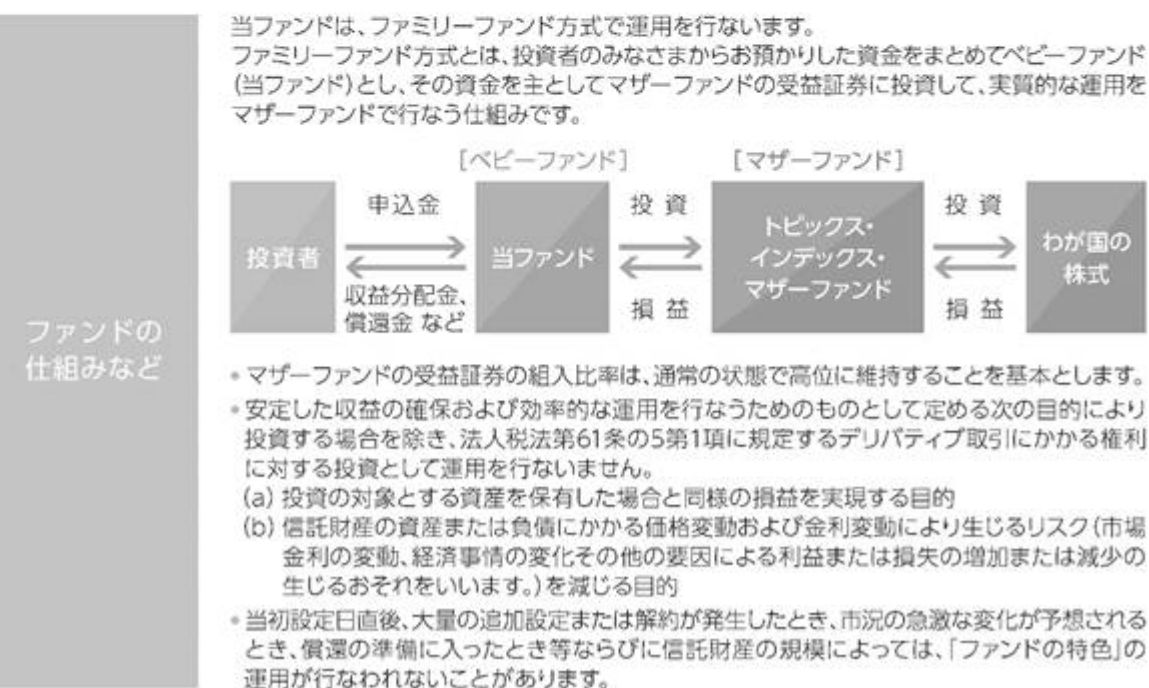 当ファンドは、ファミリーファンド方式で運用を行ないます。
ファミリーファンド方式とは、投資者のみなさまからお預かりした資金をまとめてベビーファンド
(当ファンド)とし、その資金を主としてマザーファンドの受益証券に投資して、実質的な運用を
マザーファンドで行なう仕組みです。
[ベビーファンド]
[マザーファンド]
投資者
申込金
収益分配金、
償還金 など
当ファンド
投 資
損 益
トピックス・
インデックス・
マザーファンド
投 資
損 益
わが国の
株式
ファンドの
仕組みなど
• マザーファンドの受益証券の組入比率は、通常の状態で高位に維持することを基本とします。
• 安定した収益の確保および効率的な運用を行なうためのものとして定める次の目的により
投資する場合を除き、法人税法第61条の5第1項に規定するデリバティブ取引にかかる権利
に対する投資として運用を行ないません。
(a) 投資の対象とする資産を保有した場合と同様の損益を実現する目的
(b) 信託財産の資産または負債にかかる価格変動および金利変動により生じるリスク(市場
金利の変動、経済事情の変化その他の要因による利益または損失の増加または減少の
生じるおそれをいいます。)を減じる目的
• 当初設定日直後、大量の追加設定または解約が発生したとき、市況の急激な変化が予想される
とき、償還の準備に入ったとき等ならびに信託財産の規模によっては、「ファンドの特色」の
運用が行なわれないことがあります。